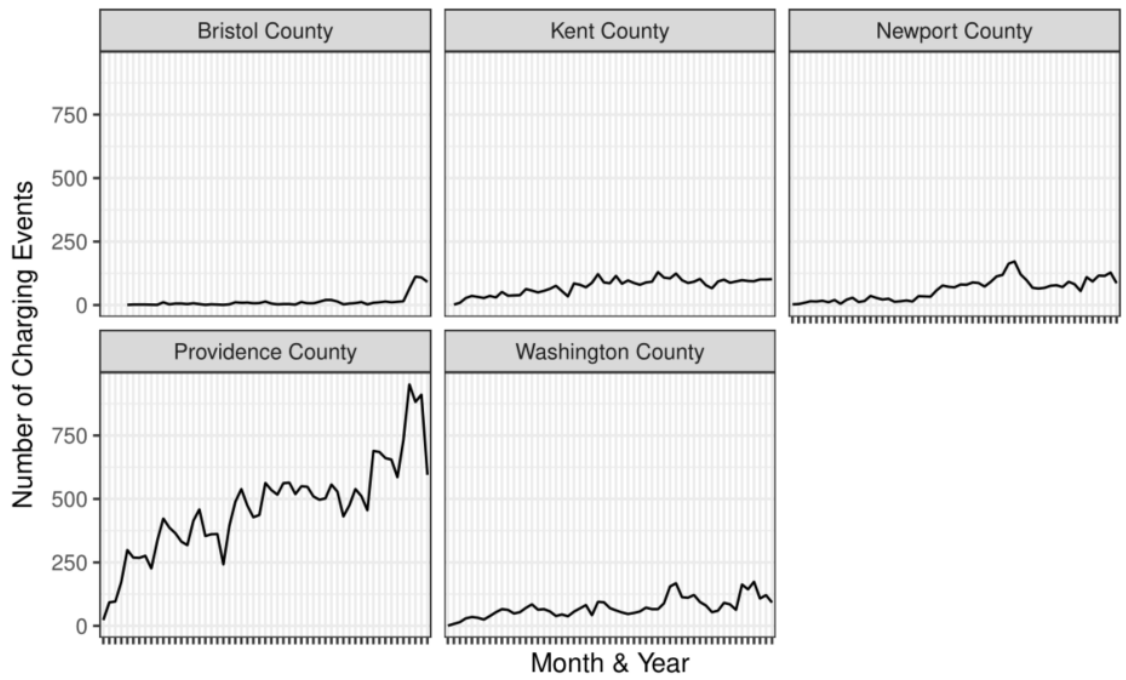 Bristol County
Kent County
Newport County
750
500
250
0
Providence County
Washington County
750
500
250
0
Number of Charging Events
Month & Year